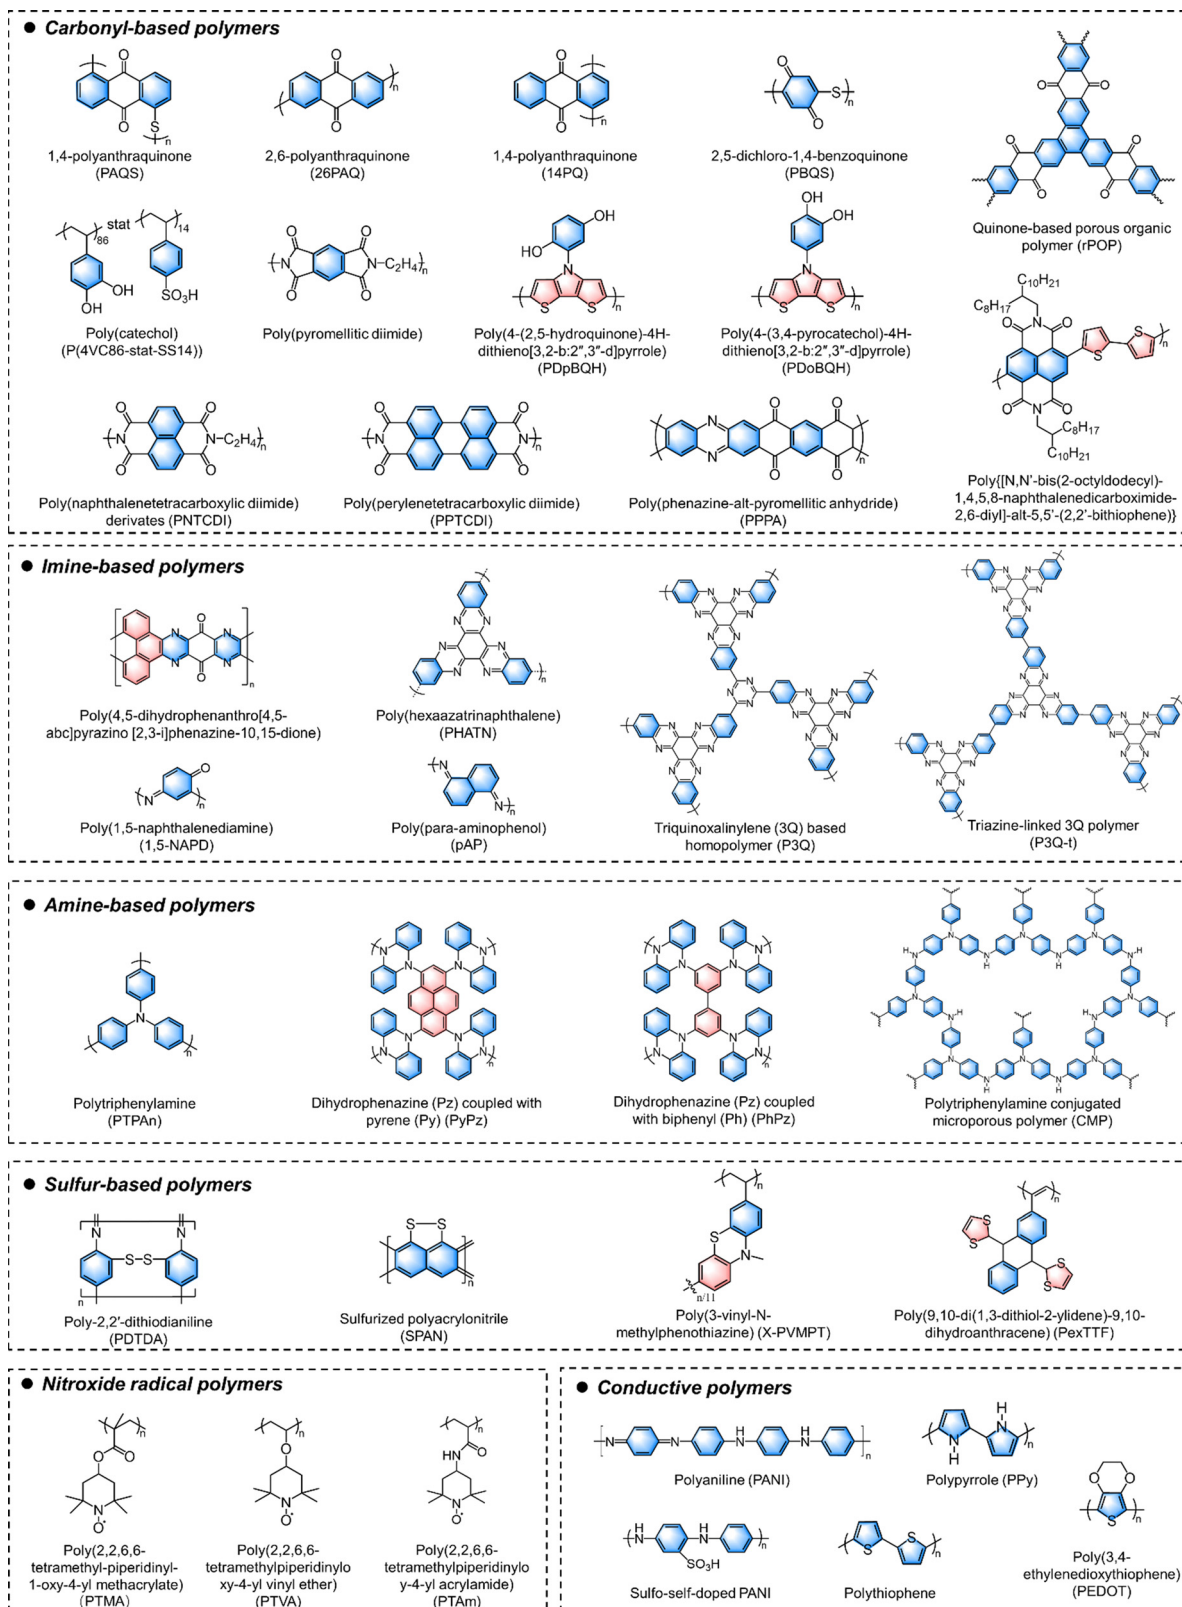 ● Carbonyl-based polymers
1,4-polyanthraquinone
(PAQS)
2,6-polyanthraquinone
(26PAQ)
1,4-polyanthraquinone
(14PQ)
2,5-dichloro-1,4-benzoquinone
(PBQS)
Quinone-based porous organic
polymer (rPOP)
Poly(catechol)
(P(4VC86-stat-SS14))
Poly(pyromellitic diimide)
Poly(4-(2,5-hydroquinone)-4H-
dithieno[3,2-b:2″,3″-d]pyrrole)
(PDpBQH)
Poly(4-(3,4-pyrocatechol)-4H-
dithieno[3,2-b:2″,3″-d]pyrrole)
(PDoBQH)
Poly(naphthalenetetracarboxylic diimide)
derivates (PNTCDI)
Poly(perylenetetracarboxylic diimide)
(PPTCDI)
Poly(phenazine-alt-pyromellitic anhydride)
(PPPA)
Poly{[N,N'-bis(2-octyldodecyl)-
1,4,5,8-naphthalenedicarboximide-
2,6-diyl]-alt-5,5'-(2,2'-bithiophene)}
● Imine-based polymers
Poly(4,5-dihydrophenanthro[4,5-
abc]pyrazino [2,3-i]phenazine-10,15-dione)
Poly(hexaazatrinaphthalene)
(PHATN)
Poly(1,5-naphthalenediamine)
(1,5-NAPD)
Poly(para-aminophenol)
(pAP)
Triquinoxalinylene (3Q) based
homopolymer (P3Q)
Triazine-linked 3Q polymer
(P3Q-t)
● Amine-based polymers
Polytriphenylamine
(PTPAn)
Dihydrophenazine (Pz) coupled with
pyrene (Py) (PyPz)
Dihydrophenazine (Pz) coupled
with biphenyl (Ph) (PhPz)
Polytriphenylamine conjugated
microporous polymer (CMP)
● Sulfur-based polymers
Poly-2,2′-dithiodianiline
(PDTDA)
Sulfurized polyacrylonitrile
(SPAN)
Poly(3-vinyl-N-
methylphenothiazine) (X-PVMPT)
Poly(9,10-di(1,3-dithiol-2-ylidene)-9,10-
dihydroanthracene) (PexTTF)
● Nitroxide radical polymers
Poly(2,2,6,6-
tetramethyl-piperidinyl-
1-oxy-4-yl methacrylate)
(PTMA)
Poly(2,2,6,6-
tetramethylpiperidinylo
xy-4-yl vinyl ether)
(PTVA)
Poly(2,2,6,6-
tetramethylpiperidinylo
y-4-yl acrylamide)
(PTAm)
● Conductive polymers
Polyaniline (PANI)
Polypyrrole (PPy)
Sulfo-self-doped PANI
Polythiophene
Poly(3,4-
ethylenedioxythiophene)
(PEDOT)